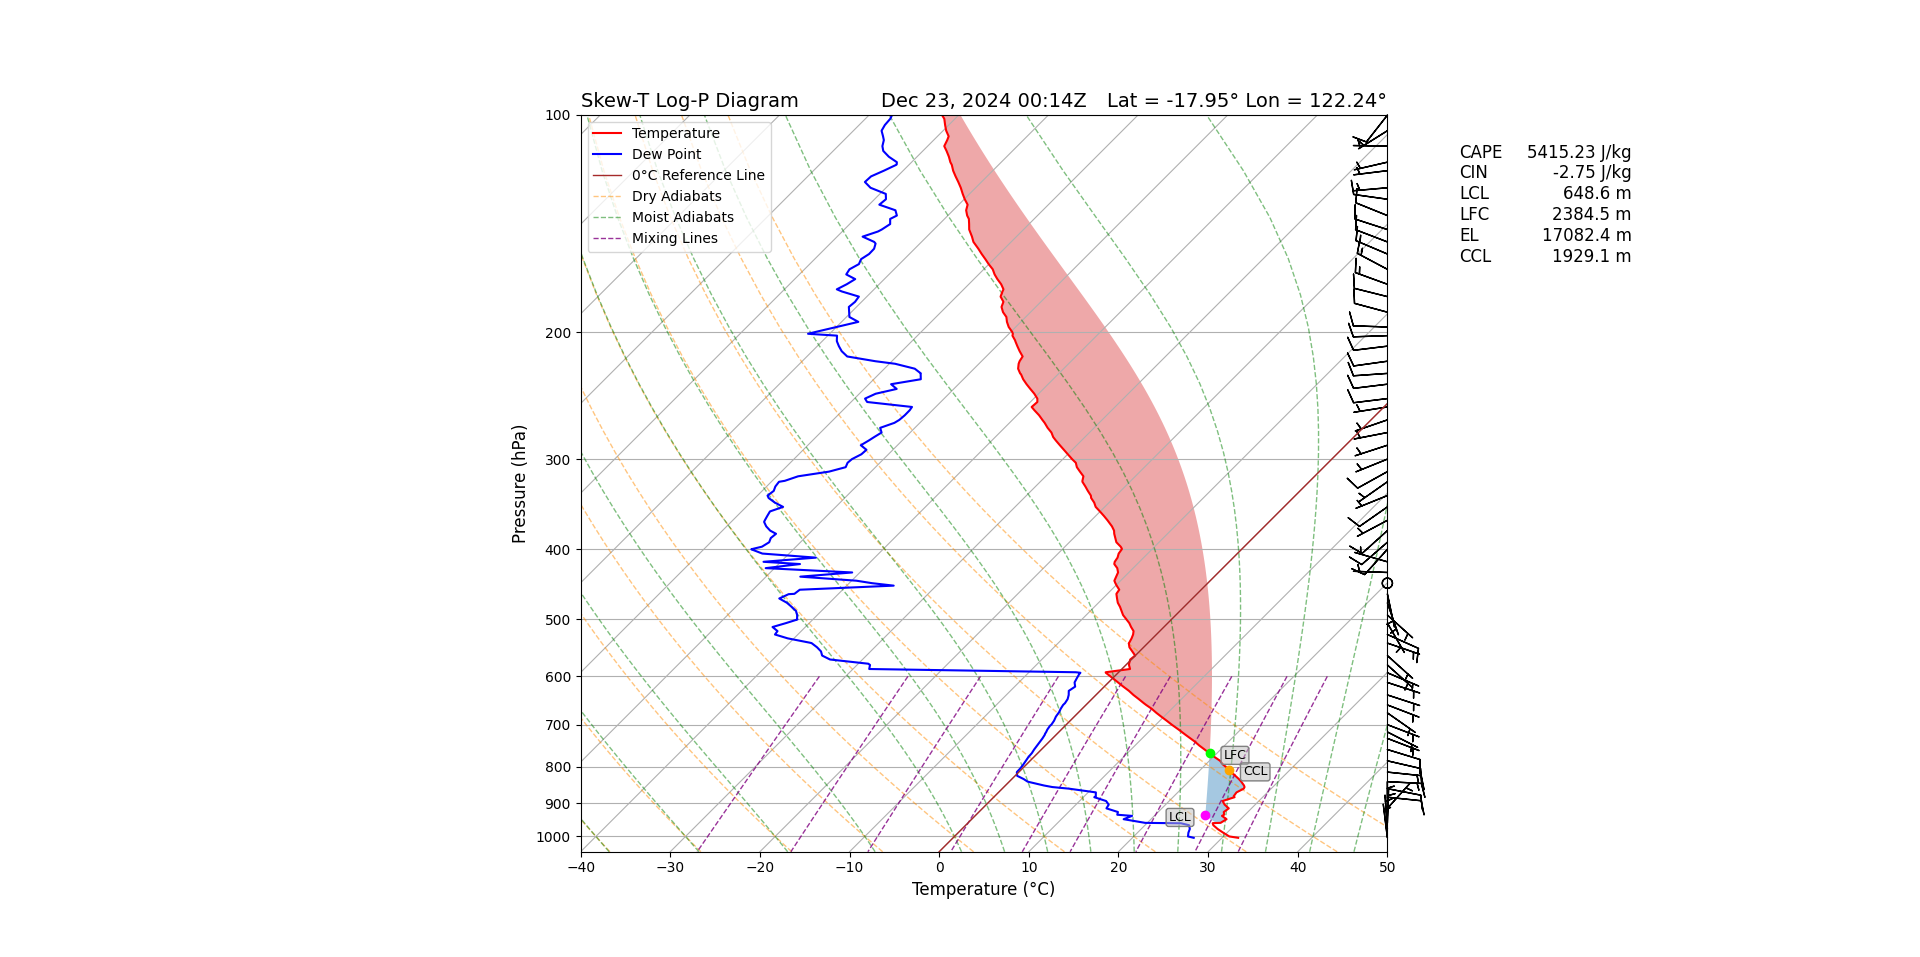 Skew-T Log-P Diagram Dec 23, 2024 00:14Z Lat = -17.95° Lon = 122.24°
Temperature
Dew Point
0°C Reference Line
Dry Adiabats
Moist Adiabats
Mixing Lines
CAPE 5415.23 J/kg
CIN -2.75 J/kg
LCL 648.6 m
LFC 2384.5 m
EL 17082.4 m
CCL 1929.1 m
Pressure (hPa)
100
200
300
400
500
600
700
800
900
1000
LFC
CCL
LCL
−40 −30 −20 −10 0 10 20 30 40 50
Temperature (°C)